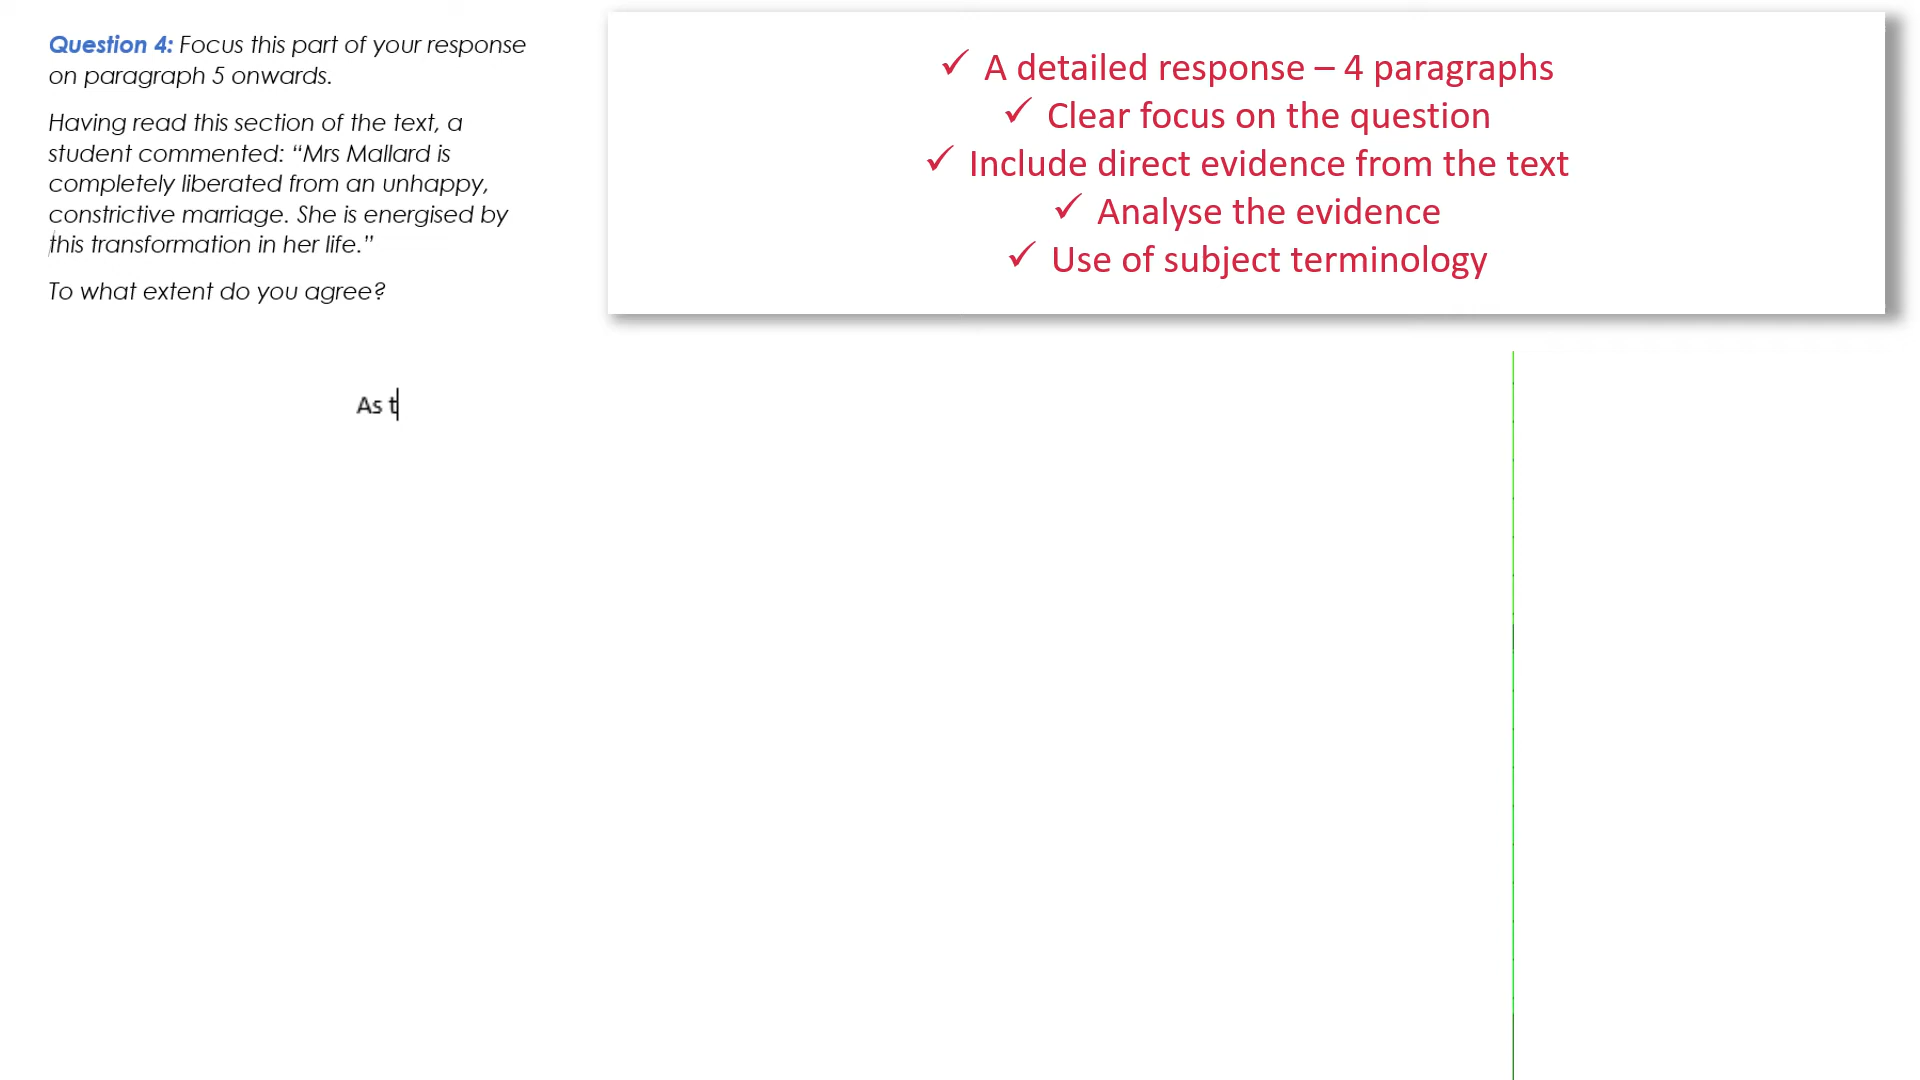 Question 4: Focus this part of your response
on paragraph 5 onwards.
Having read this section of the text, a
student commented: “Mrs Mallard is
completely liberated from an unhappy,
constrictive marriage. She is energised by
this transformation in her life.”
To what extent do you agree?
✓ A detailed response – 4 paragraphs
✓ Clear focus on the question
✓ Include direct evidence from the text
✓ Analyse the evidence
✓ Use of subject terminology
As t